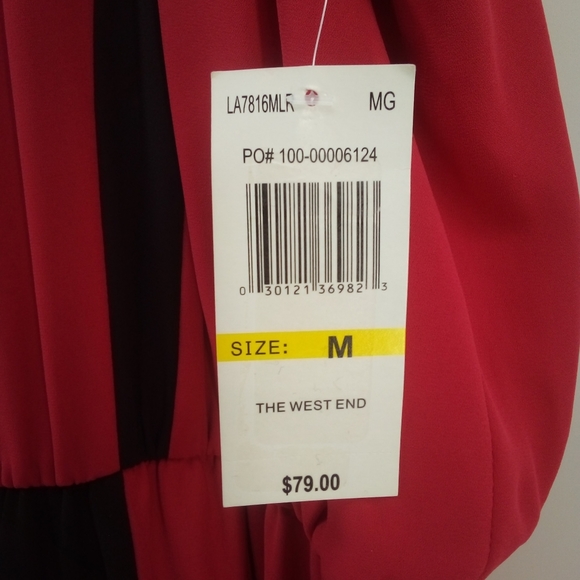 LA7816MLR MG
PO# 100-00006124
0 30121 36982 3
SIZE: M
THE WEST END
$79.00